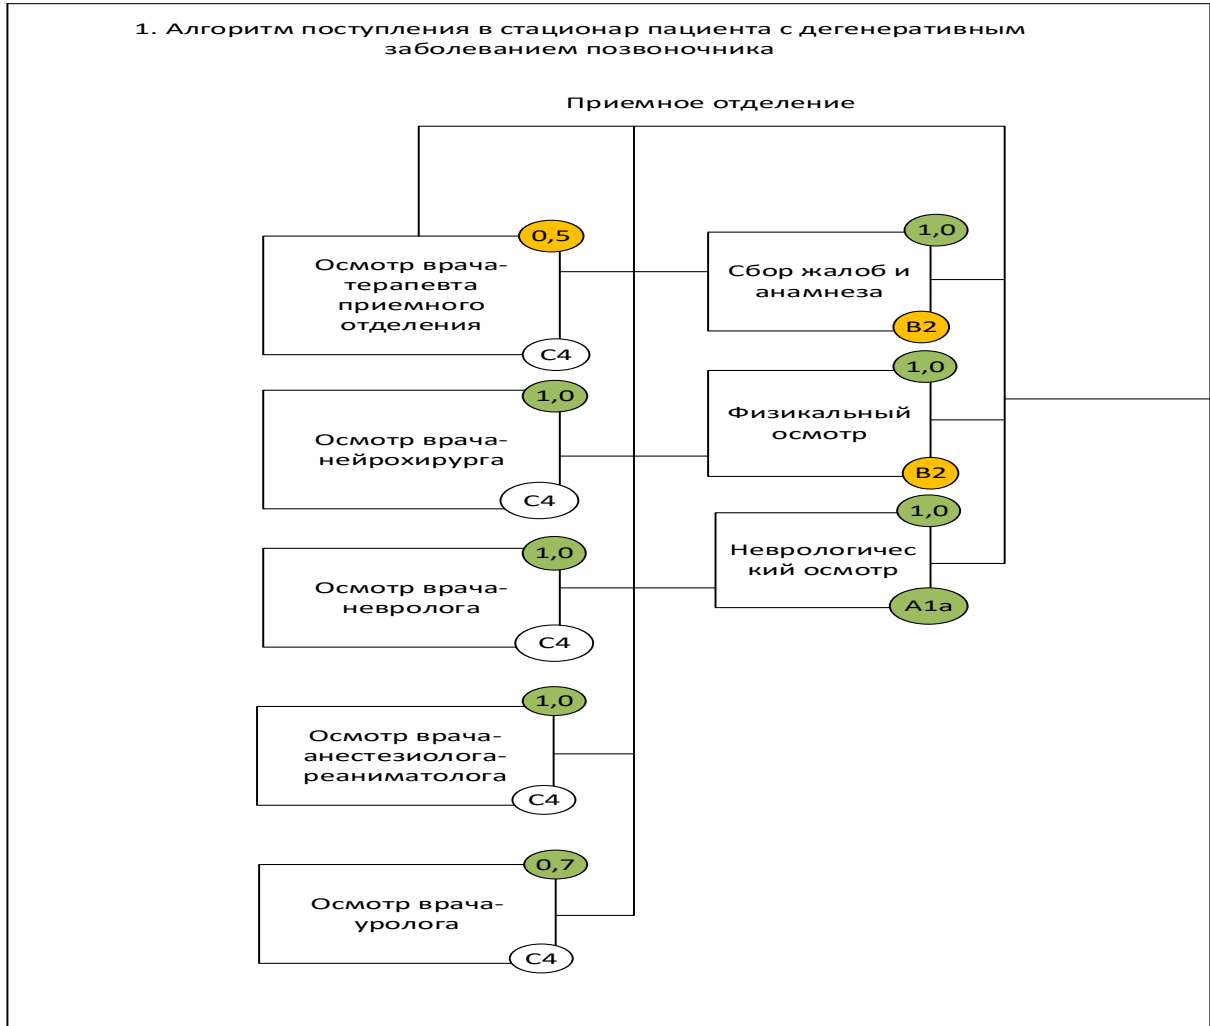 1. Алгоритм поступления в стационар пациента с дегенеративным
заболеванием позвоночника
Приемное отделение
0,5
Осмотр врача-
терапевта
приемного
отделения
C4
1,0
Сбор жалоб и
анамнеза
B2
1,0
Осмотр врача-
нейрохирурга
C4
1,0
Физикальный
осмотр
B2
1,0
Осмотр врача-
невролога
C4
1,0
Неврологичес
кий осмотр
A1a
1,0
Осмотр врача-
анестезиолога-
реаниматолога
C4
0,7
Осмотр врача-
уролога
C4